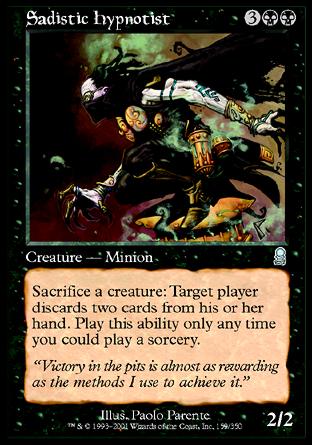 Sadistic Hypnotist 3
Creature — Minion
Sacrifice a creature: Target player
discards two cards from his or her
hand. Play this ability only any time
you could play a sorcery.
“Victory in the pits is almost as rewarding
as the methods I use to achieve it.”
2/2
Illus. Paolo Parente
™ & © 1993–2001 Wizards of the Coast, Inc. 159/350